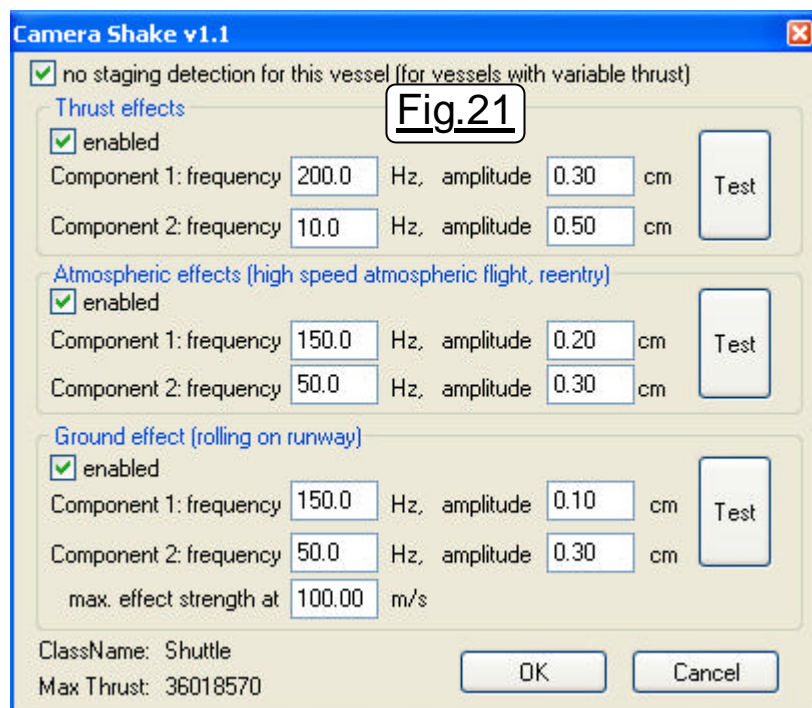 Camera Shake v1.1
no staging detection for this vessel (for vessels with variable thrust)
Fig.21
Thrust effects
enabled
Component 1: frequency 200.0 Hz, amplitude 0.30 cm
Test
Component 2: frequency 10.0 Hz, amplitude 0.50 cm
Atmospheric effects (high speed atmospheric flight, reentry)
enabled
Component 1: frequency 150.0 Hz, amplitude 0.20 cm
Test
Component 2: frequency 50.0 Hz, amplitude 0.30 cm
Ground effect (rolling on runway)
enabled
Component 1: frequency 150.0 Hz, amplitude 0.10 cm
Test
Component 2: frequency 50.0 Hz, amplitude 0.30 cm
max. effect strength at 100.00 m/s
ClassName: Shuttle
Max Thrust: 36018570
OK
Cancel